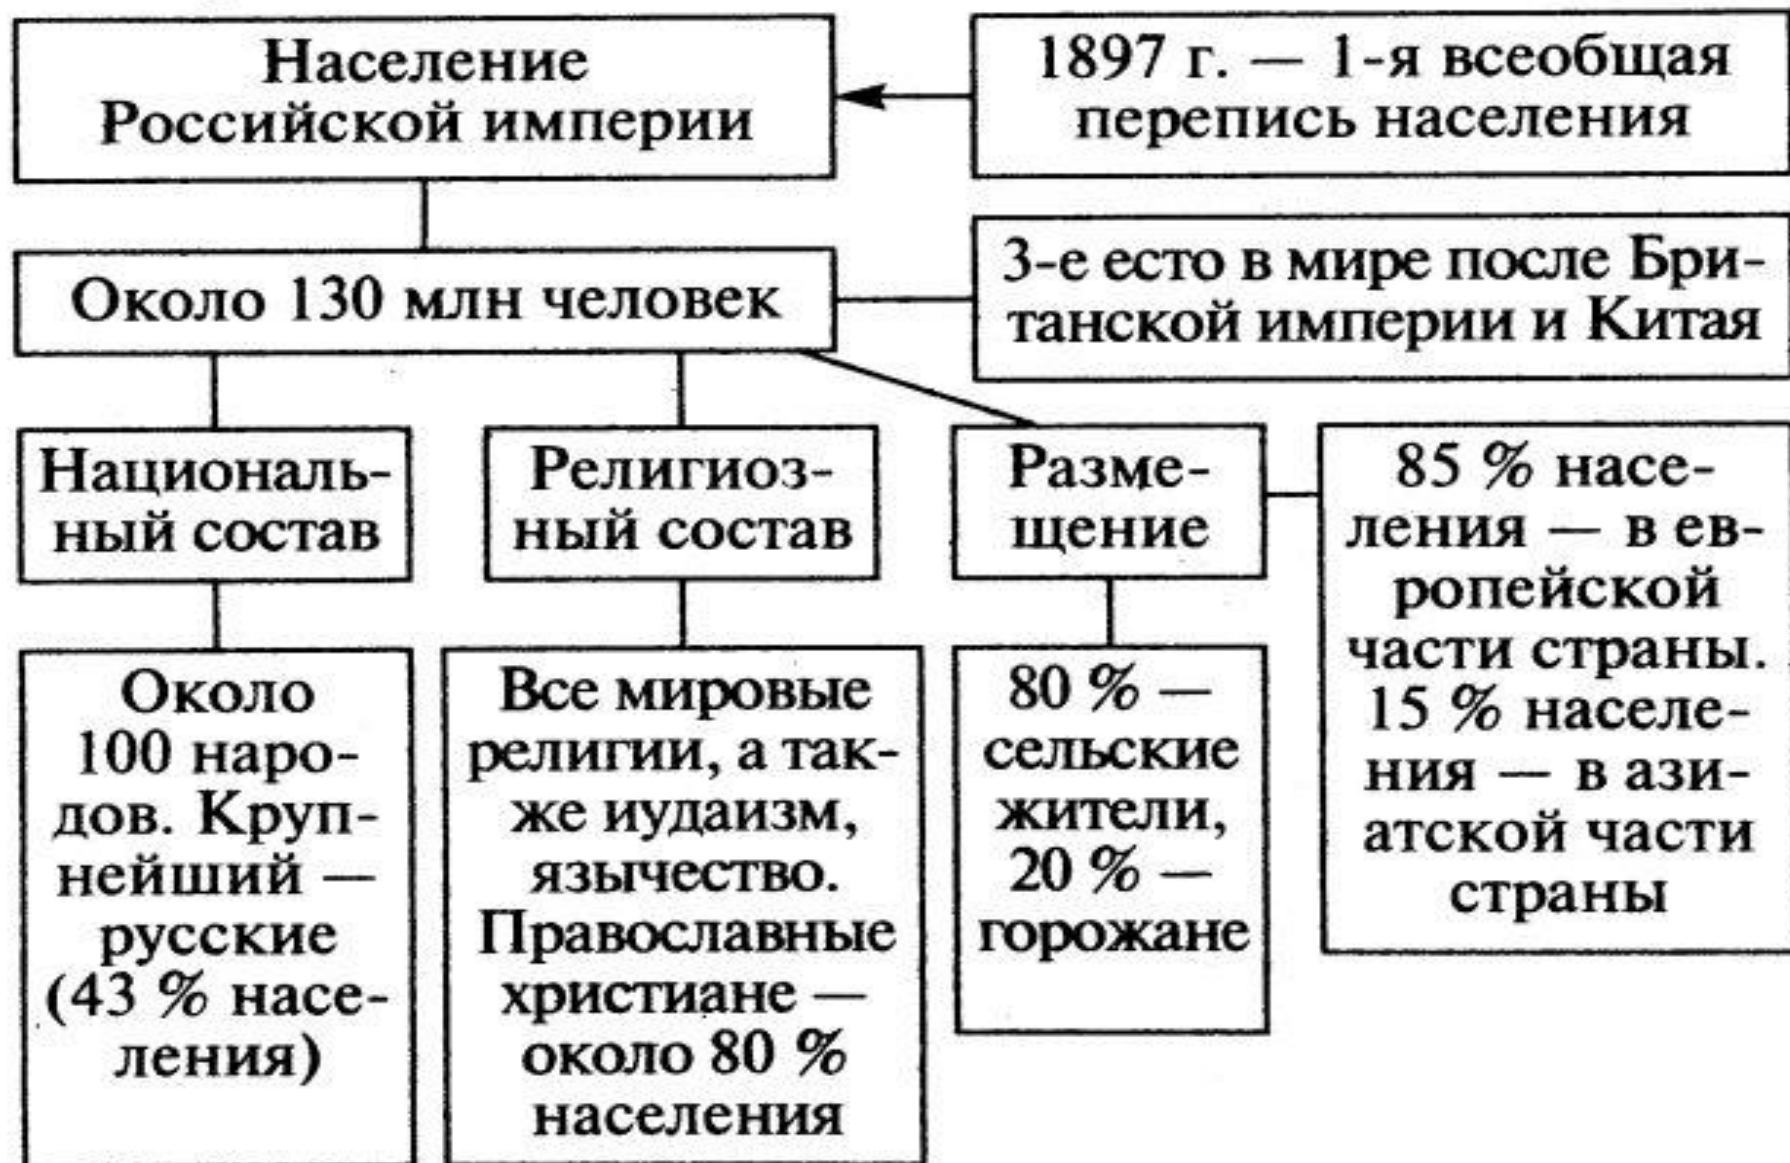 Население
Российской империи
1897 г. — 1-я всеобщая
перепись населения
Около 130 млн человек
3-е есто в мире после Бри-
танской империи и Китая
Националь-
ный состав
Религиоз-
ный состав
Разме-
щение
85 % насе-
ления — в ев-
ропейской
части страны.
15 % населе-
ния — в ази-
атской части
страны
Около
100 наро-
дов. Круп-
нейший —
русские
(43 % насе-
ления)
Все мировые
религии, а так-
же иудаизм,
язычество.
Православные
христиане —
около 80 %
населения
80 % —
сельские
жители,
20 % —
горожане